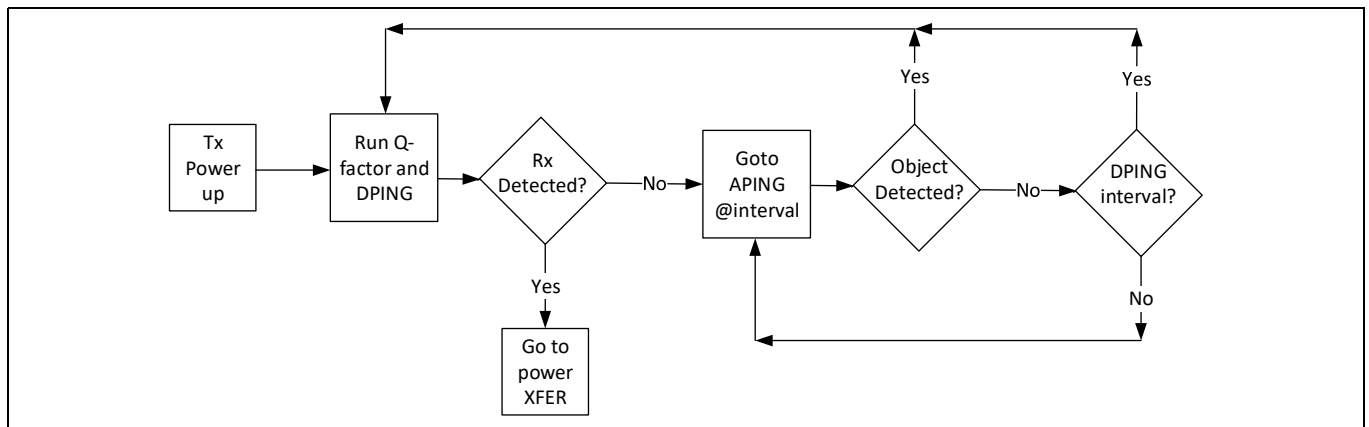 Tx
Power
up
Run Q-
factor and
DPING
Rx
Detected?
Yes
Go to
power
XFER
No
Goto
APING
@interval
Object
Detected?
Yes
No
DPING
interval?
Yes
No